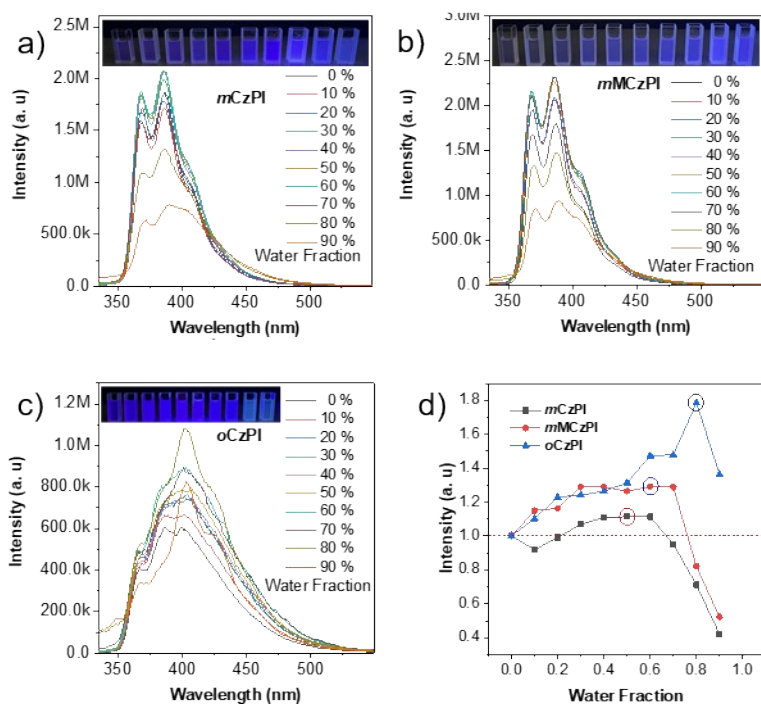 a)
2.5M
2.0M
1.5M
1.0M
500.0k
0.0
Intensity (a. u)
mCzPI
0 %
10 %
20 %
30 %
40 %
50 %
60 %
70 %
80 %
90 %
Water Fraction
350 400 450 500
Wavelength (nm)
b)
3.0M
2.5M
2.0M
1.5M
1.0M
500.0k
0.0
Intensity (a. u)
mMCzPI
0 %
10 %
20 %
30 %
40 %
50 %
60 %
70 %
80 %
90 %
Water Fraction
350 400 450 500
Wavelength (nm)
c)
1.2M
1.0M
800.0k
600.0k
400.0k
200.0k
0.0
Intensity (a. u)
oCzPI
0 %
10 %
20 %
30 %
40 %
50 %
60 %
70 %
80 %
90 %
Water Fraction
350 400 450 500
Wavelength (nm)
d)
1.8
1.6
1.4
1.2
1.0
0.8
0.6
0.4
Intensity (a. u)
mCzPI
mMCzPI
oCzPI
0.0 0.2 0.4 0.6 0.8 1.0
Water Fraction